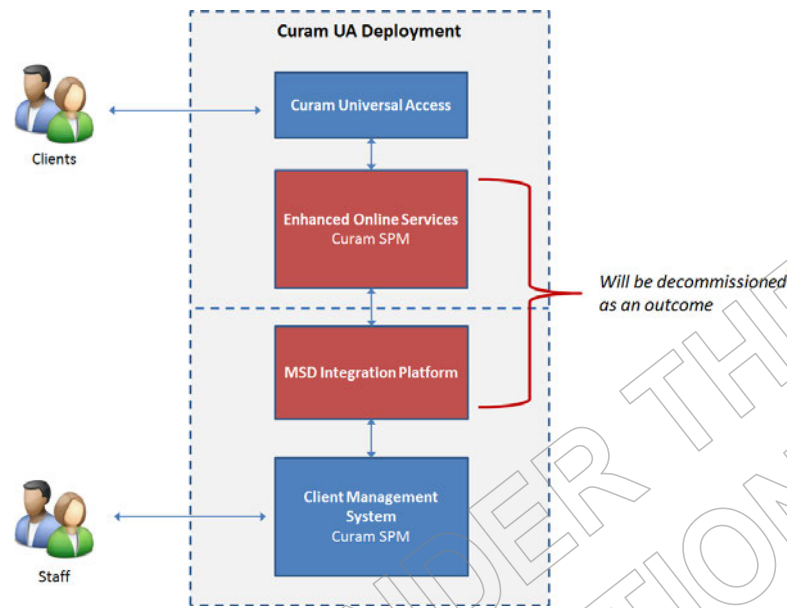 Curam UA Deployment
Curam Universal Access
Clients
Enhanced Online Services
Curam SPM
Will be decommissioned
as an outcome
MSD Integration Platform
Client Management
System
Curam SPM
Staff